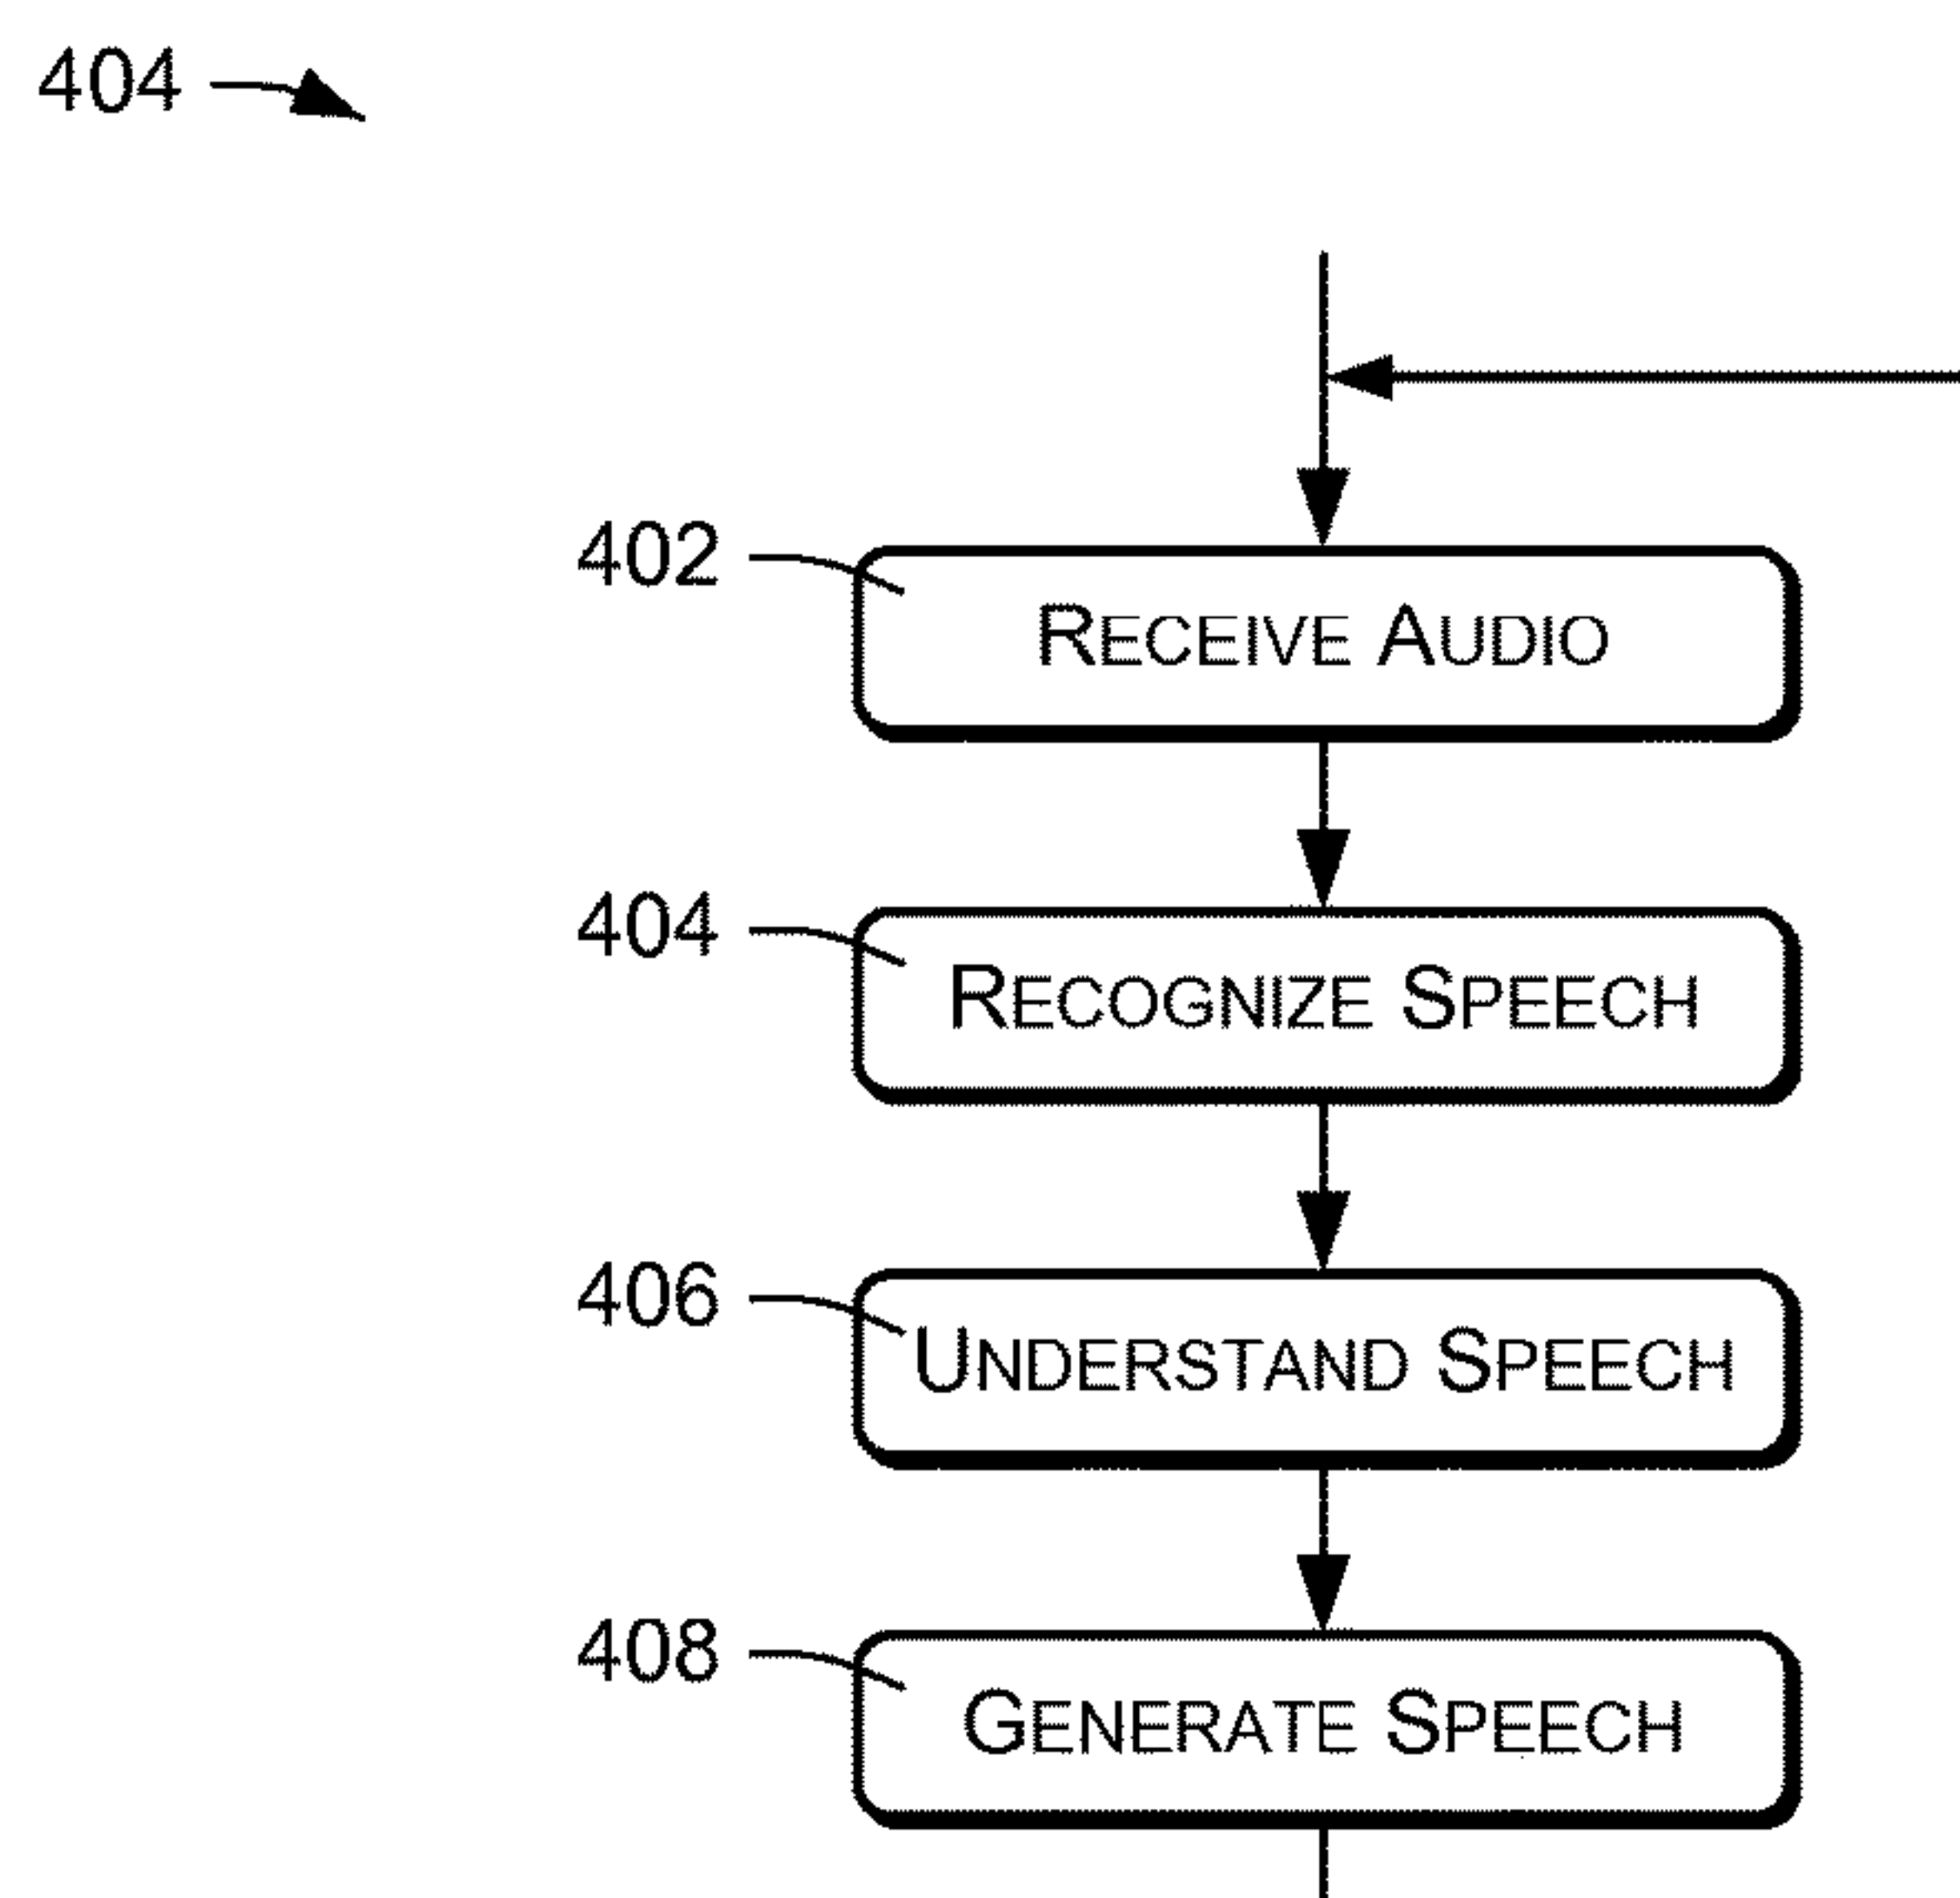 404
402
RECEIVE AUDIO
404
RECOGNIZE SPEECH
406
UNDERSTAND SPEECH
408
GENERATE SPEECH